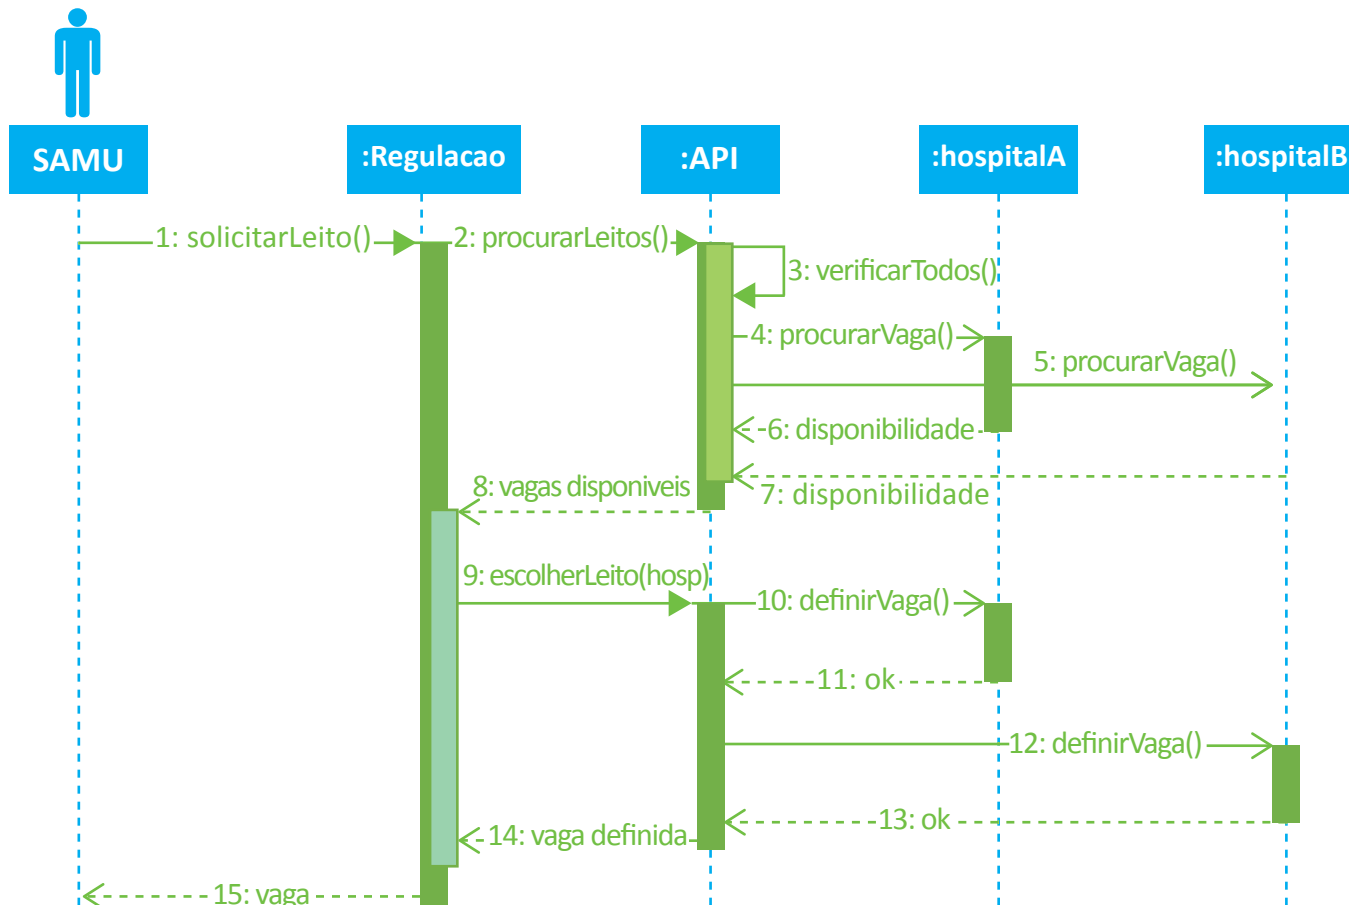 SAMU
:Regulacao
:API
:hospitalA
:hospitalB
1: solicitarLeito()
2: procurarLeitos()
3: verificarTodos()
4: procurarVaga()
5: procurarVaga()
6: disponibilidade
7: disponibilidade
8: vagas disponiveis
9: escolherLeito(hosp)
10: definirVaga()
11: ok
12: definirVaga()
13: ok
14: vaga definida
15: vaga